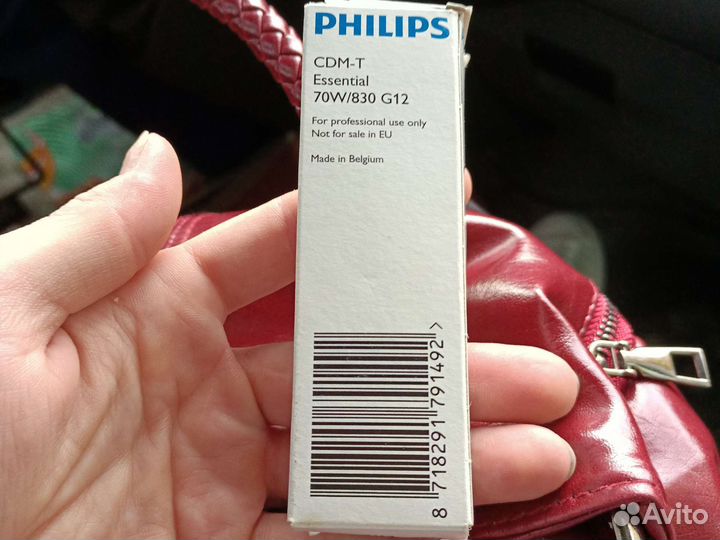 PHILIPS
CDM-T
Essential
70W/830 G12
For professional use only
Not for sale in EU
Made in Belgium
8 718291 791492 >
Avito